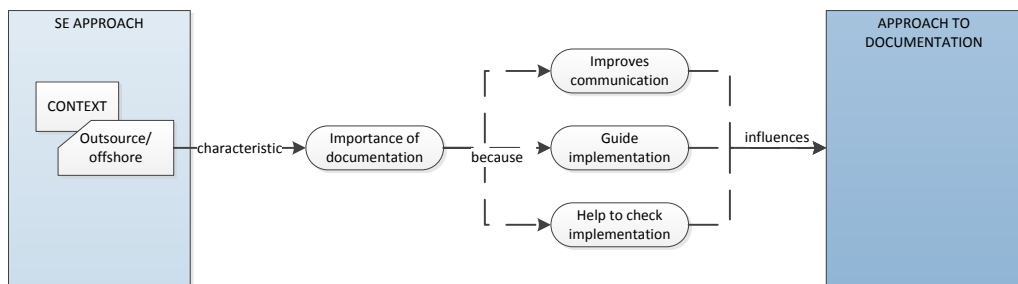 SE APPROACH
CONTEXT
Outsource/
offshore
characteristic
Importance of
documentation
because
Improves
communication
Guide
implementation
Help to check
implementation
influences
APPROACH TO
DOCUMENTATION